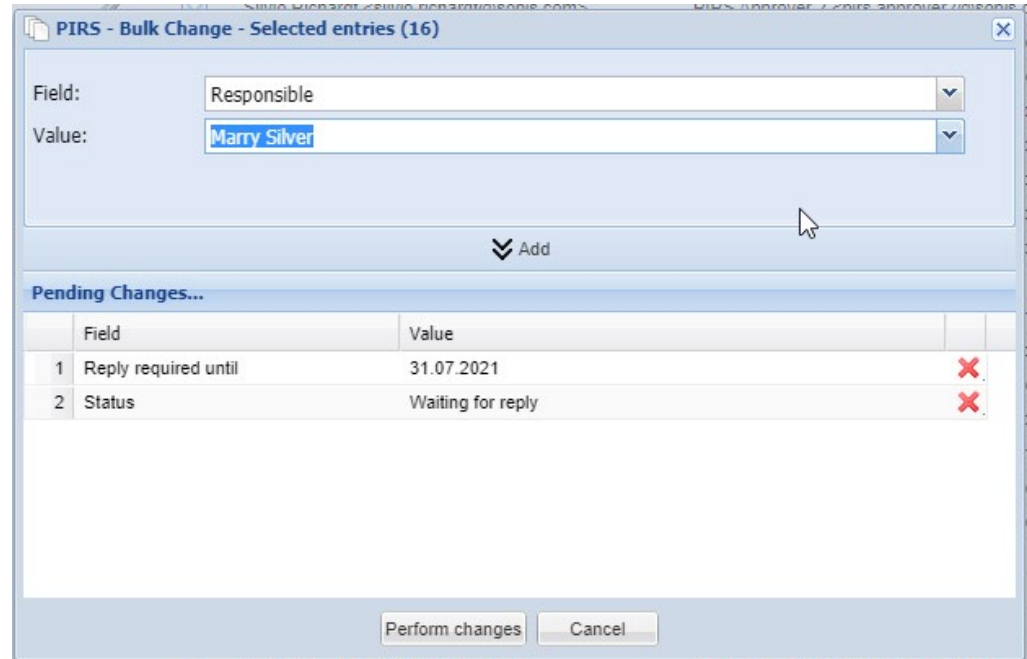 PIRS - Bulk Change - Selected entries (16)
Field: Responsible
Value: Marry Silver
Add
Pending Changes...
Field Value
1 Reply required until 31.07.2021
2 Status Waiting for reply
Perform changes Cancel